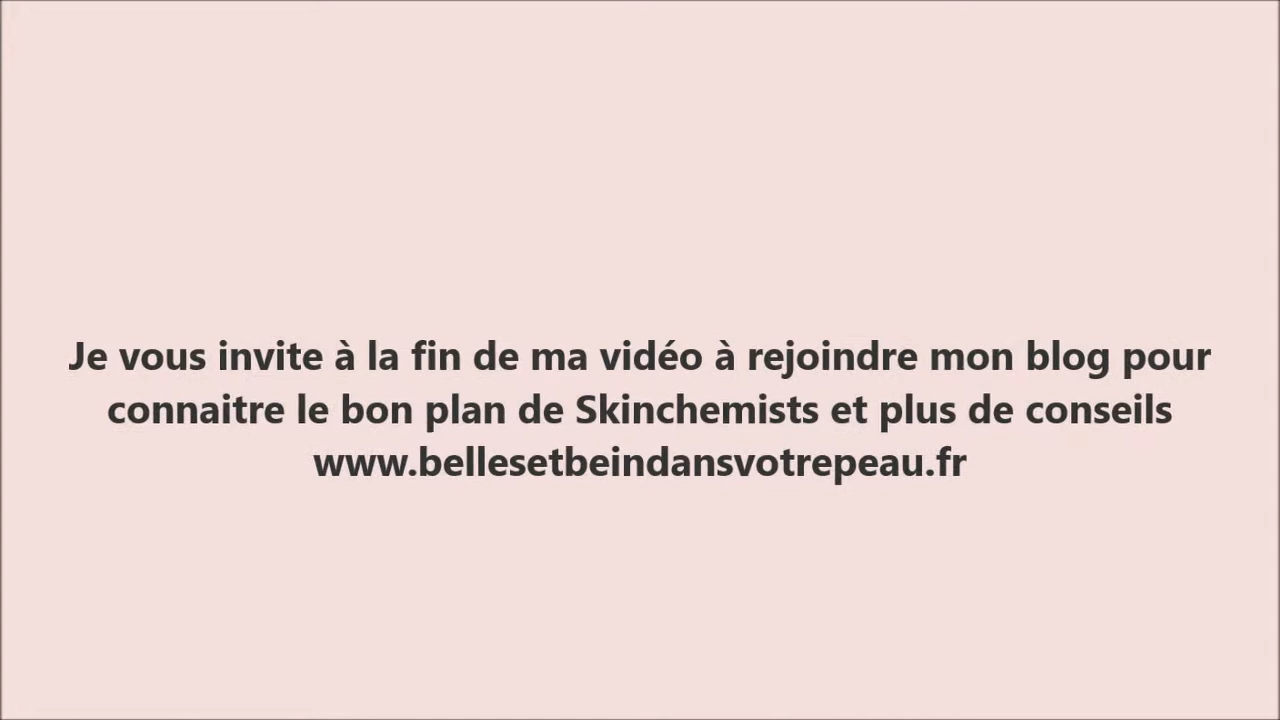 Je vous invite à la fin de ma vidéo à rejoindre mon blog pour
connaitre le bon plan de Skinchemists et plus de conseils
www.bellesetbeindansvotrepeau.fr